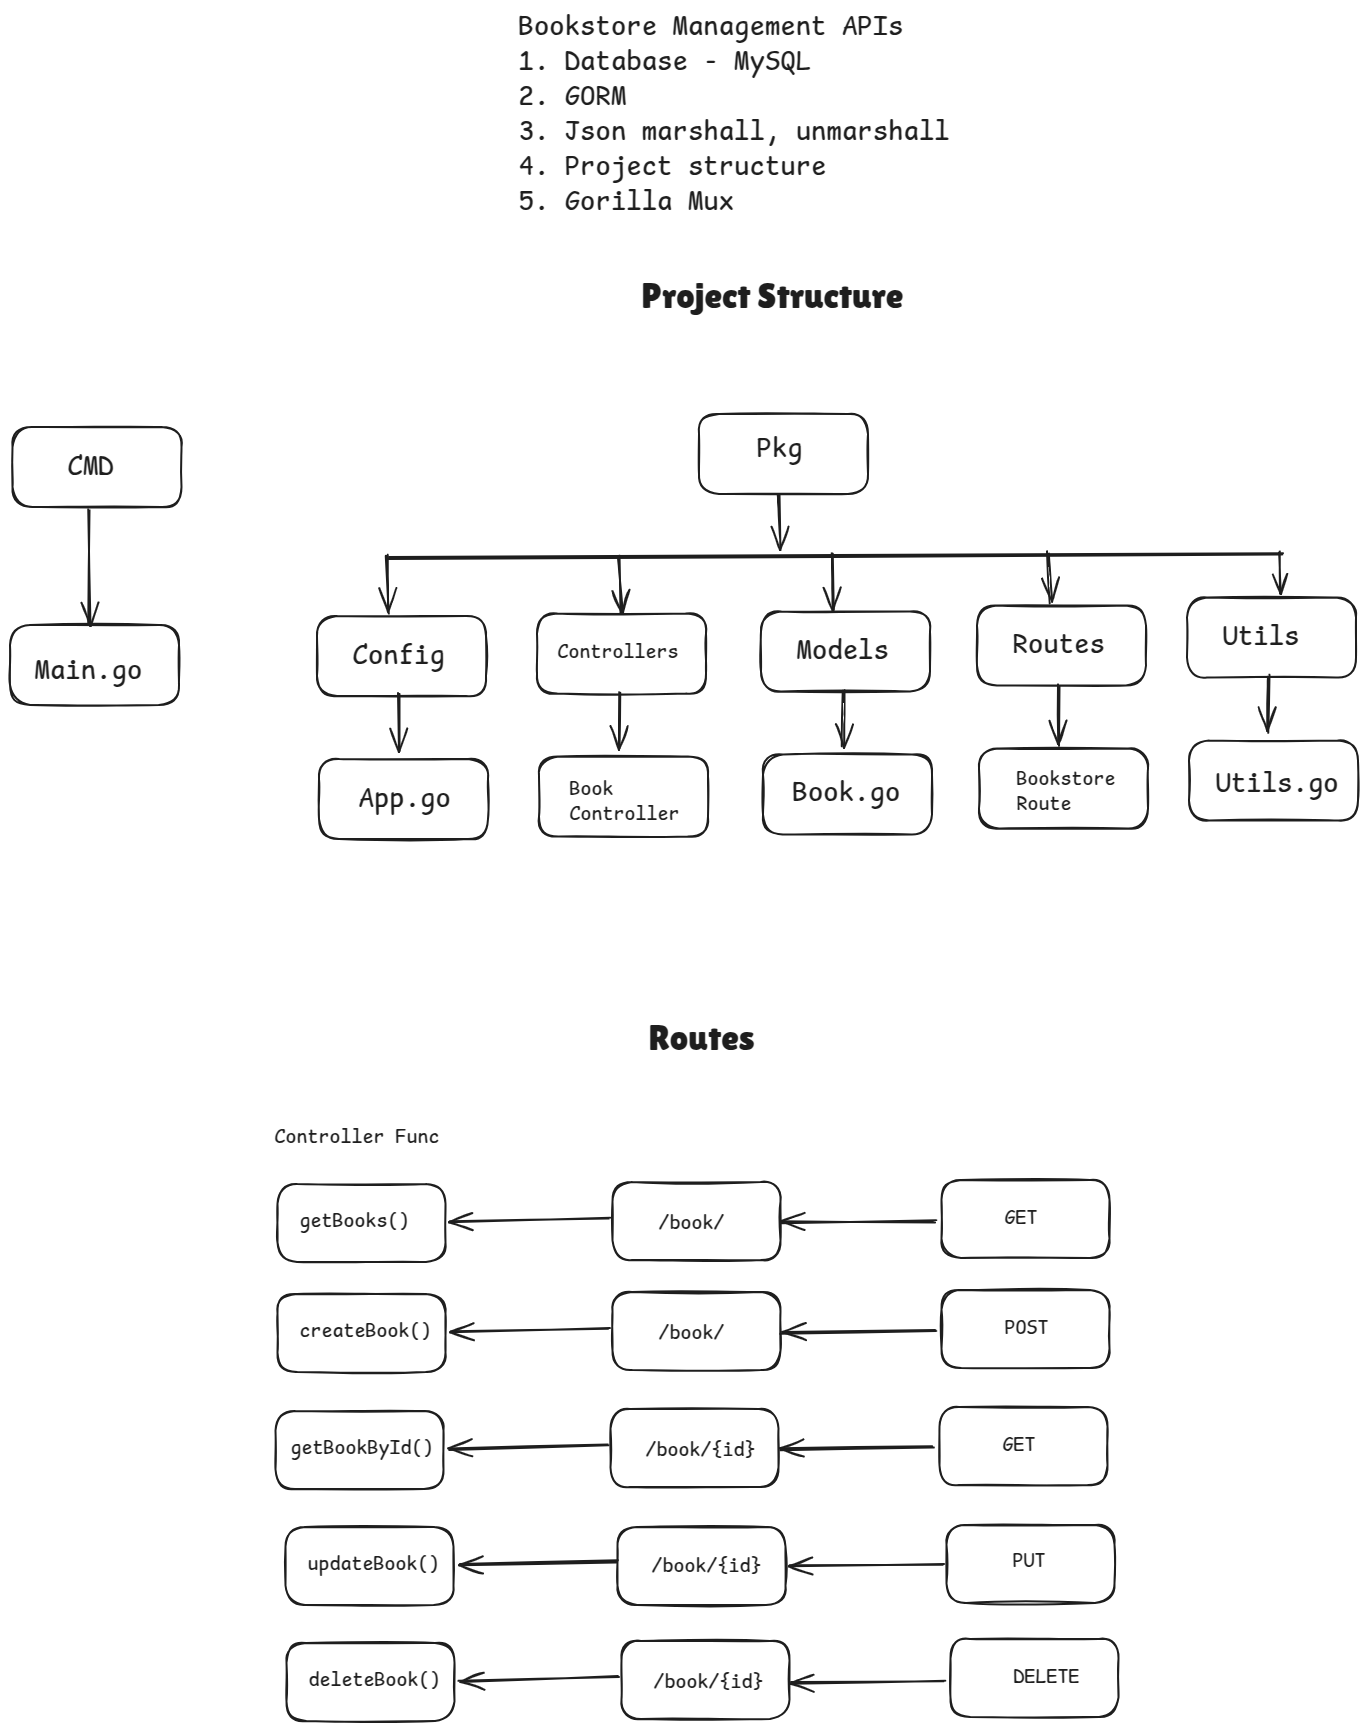 Bookstore Management APIs
1. Database - MySQL
2. GORM
3. Json marshall, unmarshall
4. Project structure
5. Gorilla Mux
Project Structure
CMD
Pkg
Main.go
Config
Controllers
Models
Routes
Utils
App.go
Book
Controller
Book.go
Bookstore
Route
Utils.go
Routes
Controller Func
getBooks()
/book/
GET
createBook()
/book/
POST
getBookById()
/book/{id}
GET
updateBook()
/book/{id}
PUT
deleteBook()
/book/{id}
DELETE